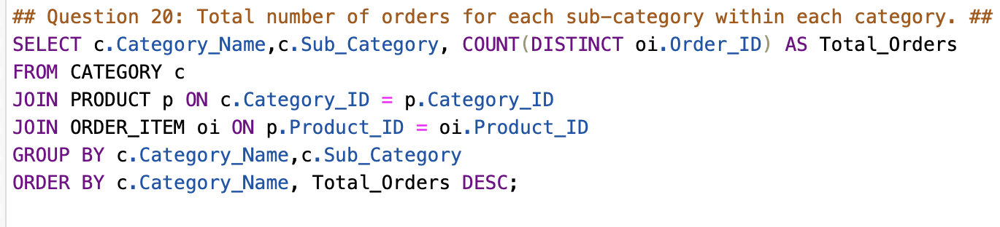 ## Question 20: Total number of orders for each sub-category within each category. ##
SELECT c.Category_Name,c.Sub_Category, COUNT(DISTINCT oi.Order_ID) AS Total_Orders
FROM CATEGORY c
JOIN PRODUCT p ON c.Category_ID = p.Category_ID
JOIN ORDER_ITEM oi ON p.Product_ID = oi.Product_ID
GROUP BY c.Category_Name,c.Sub_Category
ORDER BY c.Category_Name, Total_Orders DESC;